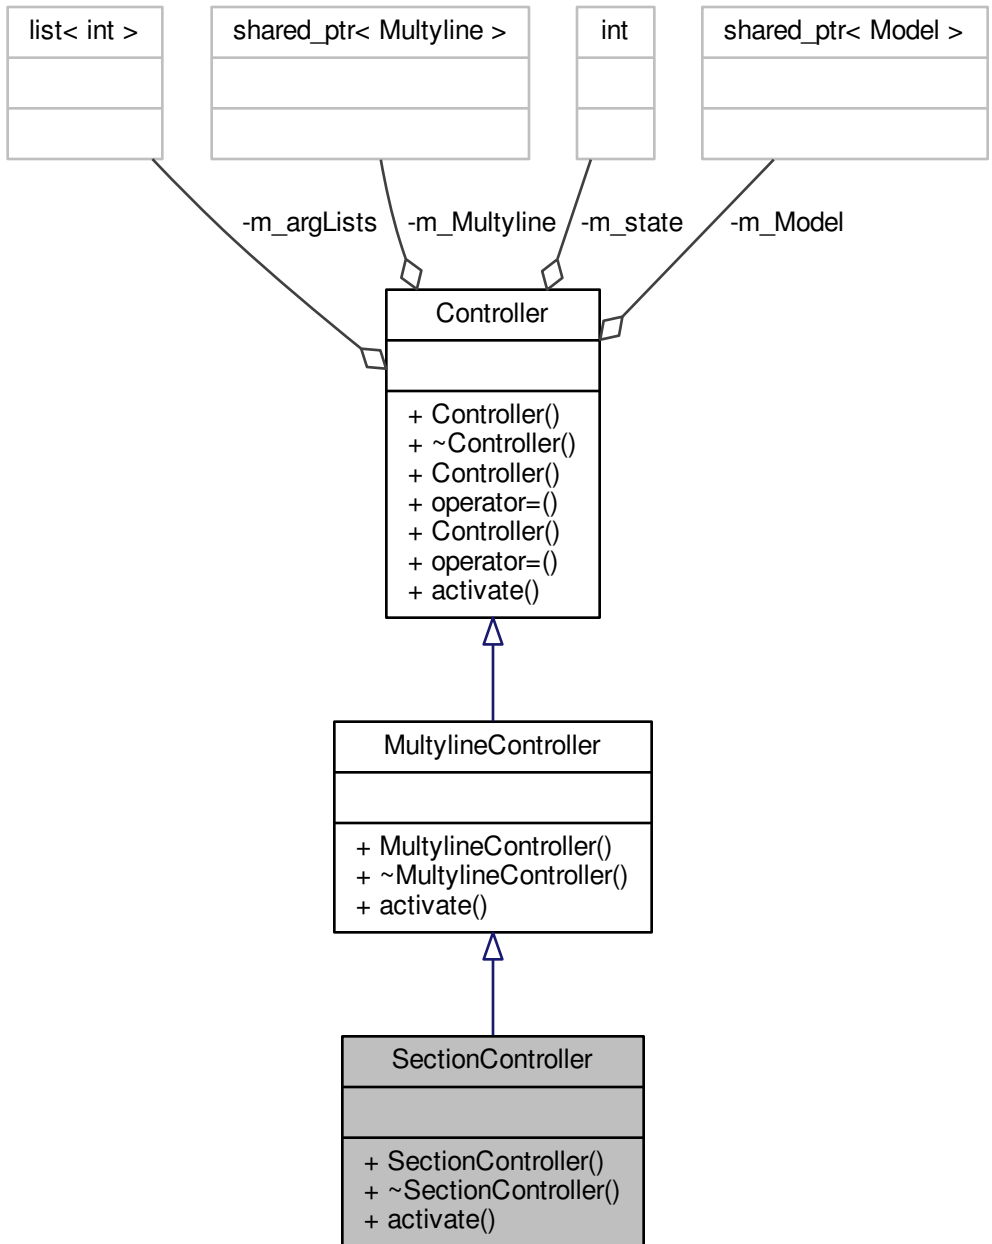 list< int >
shared_ptr< Multyline >
int
shared_ptr< Model >
-m_argLists
-m_Multyline
-m_state
-m_Model
Controller
+ Controller()
+ ~Controller()
+ Controller()
+ operator=()
+ Controller()
+ operator=()
+ activate()
MultylineController
+ MultylineController()
+ ~MultylineController()
+ activate()
SectionController
+ SectionController()
+ ~SectionController()
+ activate()